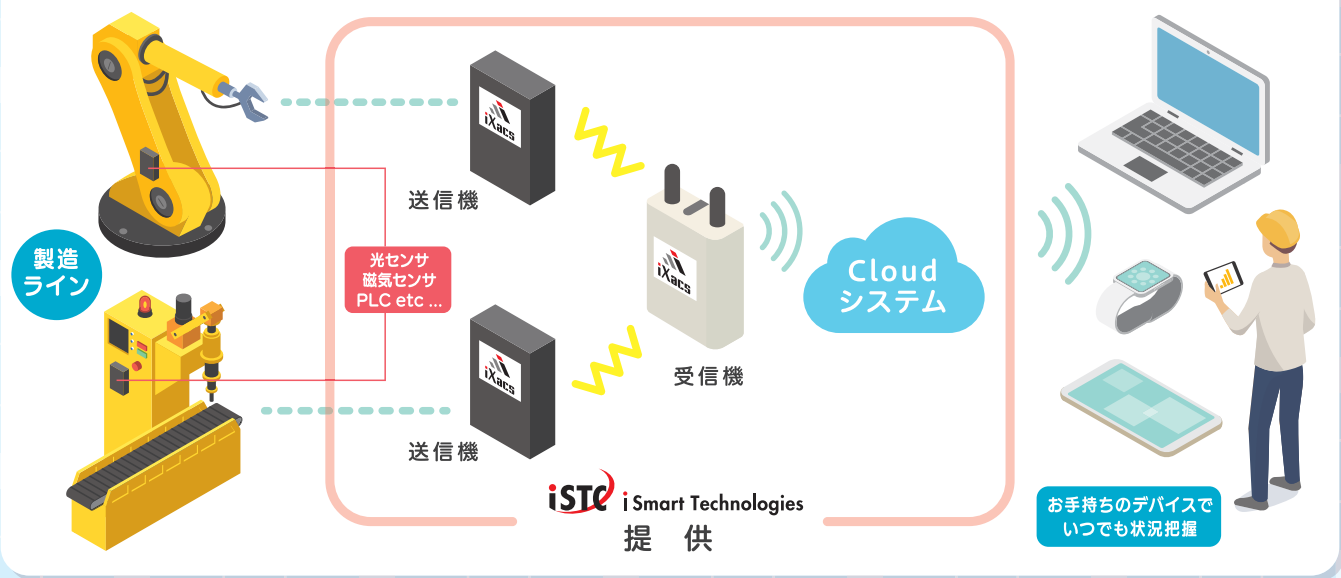 製造
ライン
iXacs
送信機
光センサ
磁気センサ
PLC etc ...
iXacs
送信機
iXacs
受信機
Cloud
システム
iSTC i Smart Technologies
提 供
お手持ちのデバイスで
いつでも状況把握